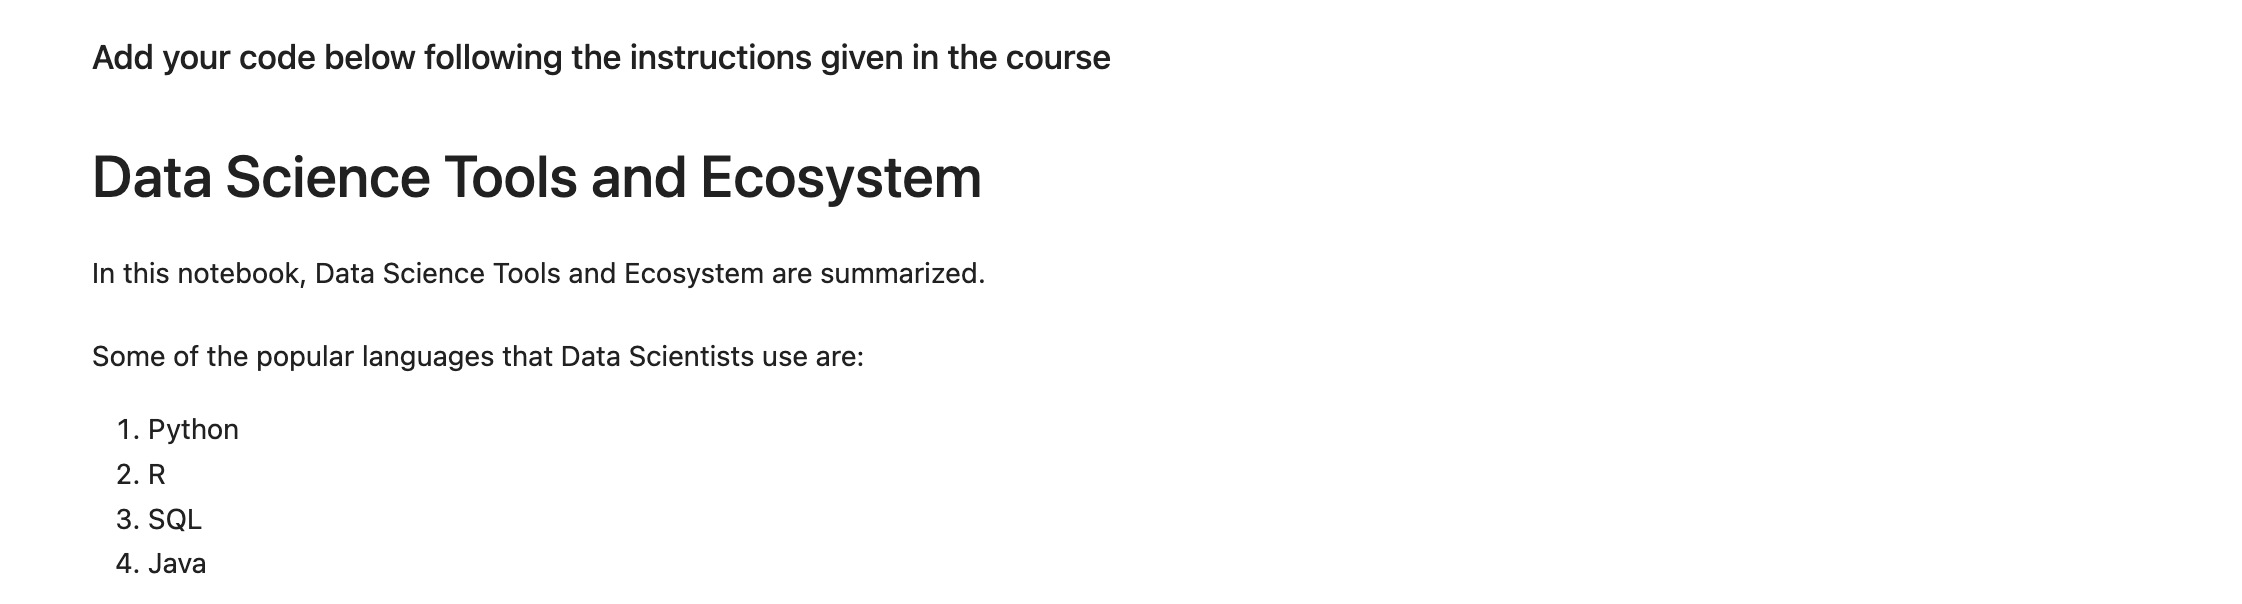 Add your code below following the instructions given in the course
Data Science Tools and Ecosystem
In this notebook, Data Science Tools and Ecosystem are summarized.
Some of the popular languages that Data Scientists use are:
1. Python
2. R
3. SQL
4. Java